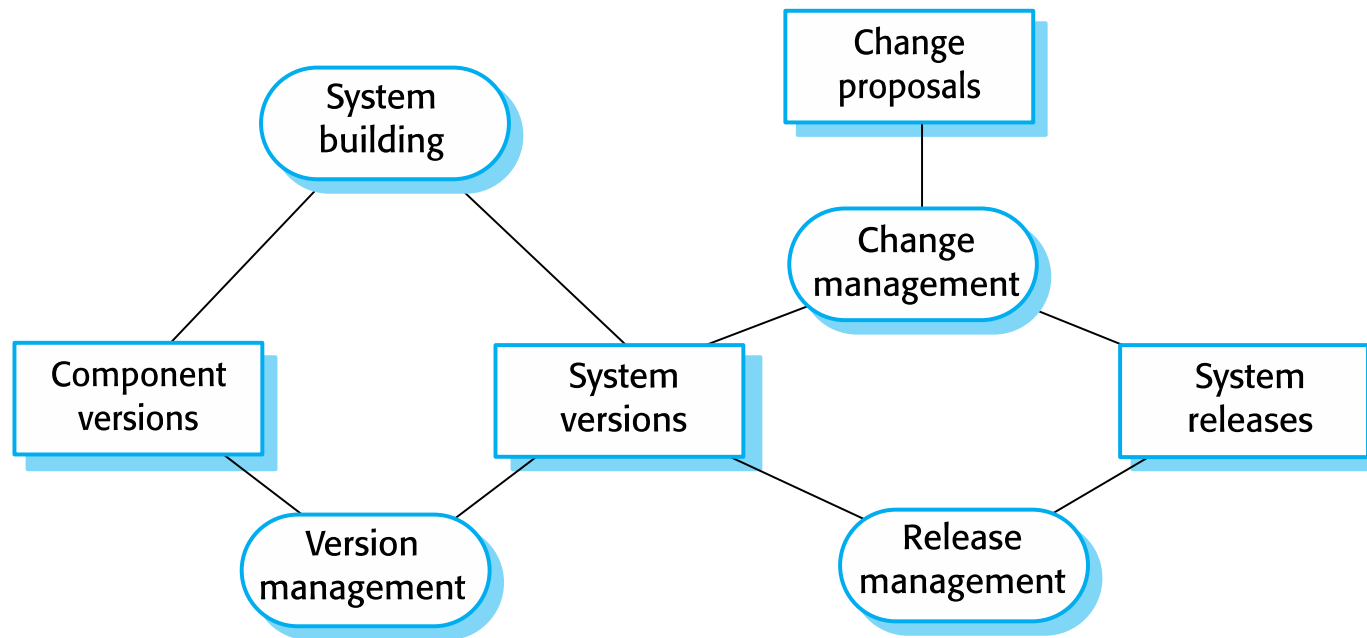 Change
proposals
System
building
Change
management
Component
versions
System
versions
System
releases
Version
management
Release
management